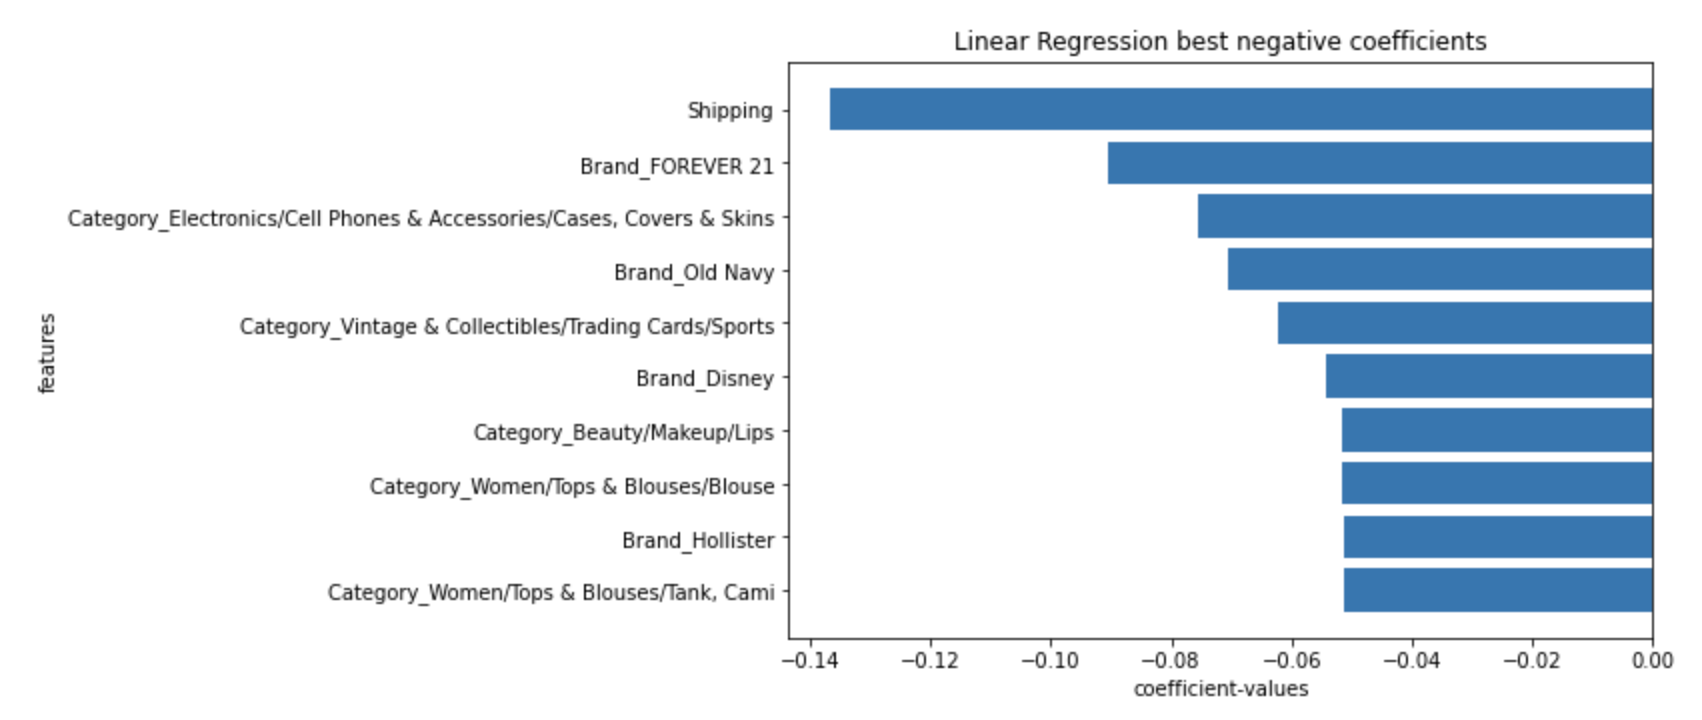 Linear Regression best negative coefficients
Shipping
Brand_FOREVER 21
Category_Electronics/Cell Phones & Accessories/Cases, Covers & Skins
Brand_Old Navy
Category_Vintage & Collectibles/Trading Cards/Sports
Brand_Disney
Category_Beauty/Makeup/Lips
Category_Women/Tops & Blouses/Blouse
Brand_Hollister
Category_Women/Tops & Blouses/Tank, Cami
features
−0.14 −0.12 −0.10 −0.08 −0.06 −0.04 −0.02 0.00
coefficient-values